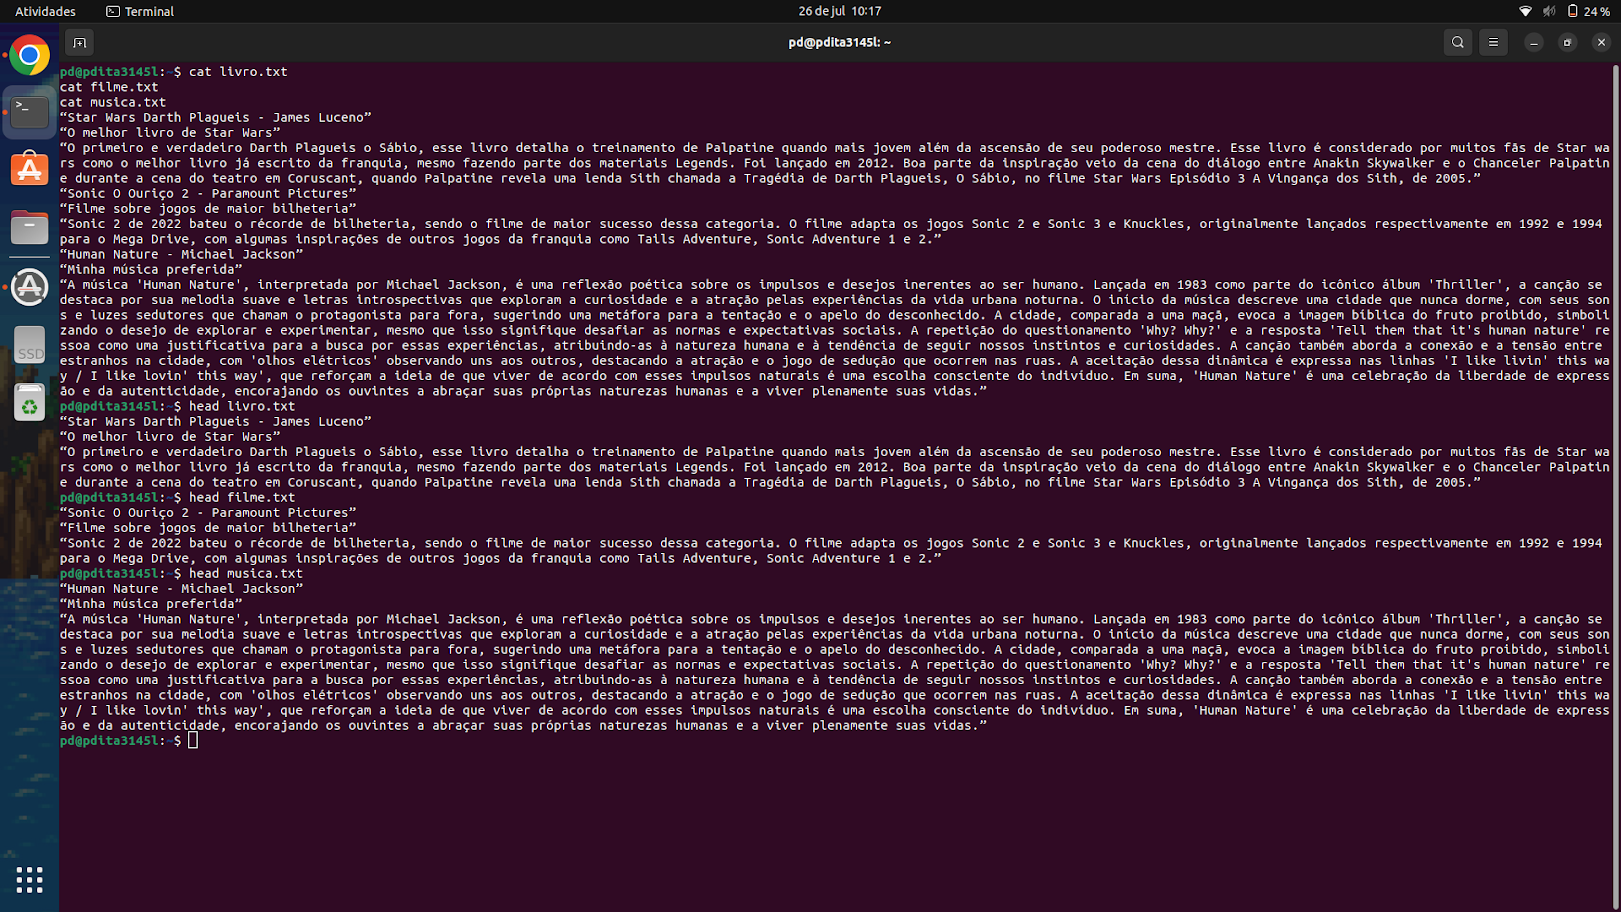 Atividades
Terminal
26 de jul 10:17
24 %
pd@pdita3145l: ~
pd@pdita3145l:~$ cat livro.txt
cat filme.txt
cat musica.txt
“Star Wars Darth Plagueis - James Luceno”
“O melhor livro de Star Wars”
“O primeiro e verdadeiro Darth Plagueis o Sábio, esse livro detalha o treinamento de Palpatine quando mais jovem além da ascensão de seu poderoso mestre. Esse livro é considerado por muitos fãs de Star wa
rs como o melhor livro já escrito da franquia, mesmo fazendo parte dos materiais Legends. Foi lançado em 2012. Boa parte da inspiração veio da cena do diálogo entre Anakin Skywalker e o Chanceler Palpatin
e durante a cena do teatro em Coruscant, quando Palpatine revela uma lenda Sith chamada a Tragédia de Darth Plagueis, O Sábio, no filme Star Wars Episódio 3 A Vingança dos Sith, de 2005.”
“Sonic O Ouriço 2 - Paramount Pictures”
“Filme sobre jogos de maior bilheteria”
“Sonic 2 de 2022 bateu o récorde de bilheteria, sendo o filme de maior sucesso dessa categoria. O filme adapta os jogos Sonic 2 e Sonic 3 e Knuckles, originalmente lançados respectivamente em 1992 e 1994
para o Mega Drive, com algumas inspirações de outros jogos da franquia como Tails Adventure, Sonic Adventure 1 e 2.”
“Human Nature - Michael Jackson”
“Minha música preferida”
“A música 'Human Nature', interpretada por Michael Jackson, é uma reflexão poética sobre os impulsos e desejos inerentes ao ser humano. Lançada em 1983 como parte do icônico álbum 'Thriller', a canção se
destaca por sua melodia suave e letras introspectivas que exploram a curiosidade e a atração pelas experiências da vida urbana noturna. O início da música descreve uma cidade que nunca dorme, com seus son
s e luzes sedutores que chamam o protagonista para fora, sugerindo uma metáfora para a tentação e o apelo do desconhecido. A cidade, comparada a uma maçã, evoca a imagem bíblica do fruto proibido, simboli
zando o desejo de explorar e experimentar, mesmo que isso signifique desafiar as normas e expectativas sociais. A repetição do questionamento 'Why? Why?' e a resposta 'Tell them that it's human nature' re
ssoa como uma justificativa para a busca por essas experiências, atribuindo-as à natureza humana e à tendência de seguir nossos instintos e curiosidades. A canção também aborda a conexão e a tensão entre
estranhos na cidade, com 'olhos elétricos' observando uns aos outros, destacando a atração e o jogo de sedução que ocorrem nas ruas. A aceitação dessa dinâmica é expressa nas linhas 'I like livin' this wa
y / I like lovin' this way', que reforçam a ideia de que viver de acordo com esses impulsos naturais é uma escolha consciente do indivíduo. Em suma, 'Human Nature' é uma celebração da liberdade de express
ão e da autenticidade, encorajando os ouvintes a abraçar suas próprias naturezas humanas e a viver plenamente suas vidas.”
pd@pdita3145l:~$ head livro.txt
“Star Wars Darth Plagueis - James Luceno”
“O melhor livro de Star Wars”
“O primeiro e verdadeiro Darth Plagueis o Sábio, esse livro detalha o treinamento de Palpatine quando mais jovem além da ascensão de seu poderoso mestre. Esse livro é considerado por muitos fãs de Star wa
rs como o melhor livro já escrito da franquia, mesmo fazendo parte dos materiais Legends. Foi lançado em 2012. Boa parte da inspiração veio da cena do diálogo entre Anakin Skywalker e o Chanceler Palpatin
e durante a cena do teatro em Coruscant, quando Palpatine revela uma lenda Sith chamada a Tragédia de Darth Plagueis, O Sábio, no filme Star Wars Episódio 3 A Vingança dos Sith, de 2005.”
pd@pdita3145l:~$ head filme.txt
“Sonic O Ouriço 2 - Paramount Pictures”
“Filme sobre jogos de maior bilheteria”
“Sonic 2 de 2022 bateu o récorde de bilheteria, sendo o filme de maior sucesso dessa categoria. O filme adapta os jogos Sonic 2 e Sonic 3 e Knuckles, originalmente lançados respectivamente em 1992 e 1994
para o Mega Drive, com algumas inspirações de outros jogos da franquia como Tails Adventure, Sonic Adventure 1 e 2.”
pd@pdita3145l:~$ head musica.txt
“Human Nature - Michael Jackson”
“Minha música preferida”
“A música 'Human Nature', interpretada por Michael Jackson, é uma reflexão poética sobre os impulsos e desejos inerentes ao ser humano. Lançada em 1983 como parte do icônico álbum 'Thriller', a canção se
destaca por sua melodia suave e letras introspectivas que exploram a curiosidade e a atração pelas experiências da vida urbana noturna. O início da música descreve uma cidade que nunca dorme, com seus son
s e luzes sedutores que chamam o protagonista para fora, sugerindo uma metáfora para a tentação e o apelo do desconhecido. A cidade, comparada a uma maçã, evoca a imagem bíblica do fruto proibido, simboli
zando o desejo de explorar e experimentar, mesmo que isso signifique desafiar as normas e expectativas sociais. A repetição do questionamento 'Why? Why?' e a resposta 'Tell them that it's human nature' re
ssoa como uma justificativa para a busca por essas experiências, atribuindo-as à natureza humana e à tendência de seguir nossos instintos e curiosidades. A canção também aborda a conexão e a tensão entre
estranhos na cidade, com 'olhos elétricos' observando uns aos outros, destacando a atração e o jogo de sedução que ocorrem nas ruas. A aceitação dessa dinâmica é expressa nas linhas 'I like livin' this wa
y / I like lovin' this way', que reforçam a ideia de que viver de acordo com esses impulsos naturais é uma escolha consciente do indivíduo. Em suma, 'Human Nature' é uma celebração da liberdade de express
ão e da autenticidade, encorajando os ouvintes a abraçar suas próprias naturezas humanas e a viver plenamente suas vidas.”
pd@pdita3145l:~$
SSD